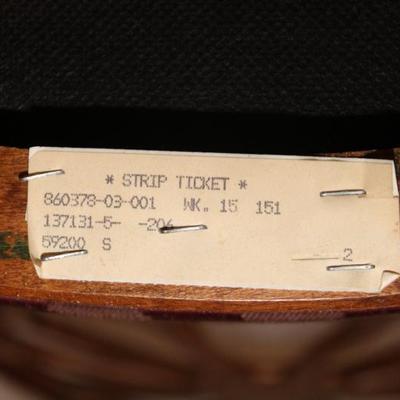 * STRIP TICKET *
860378-03-001 WK. 15 151
137131-5- -206
59200 S
2